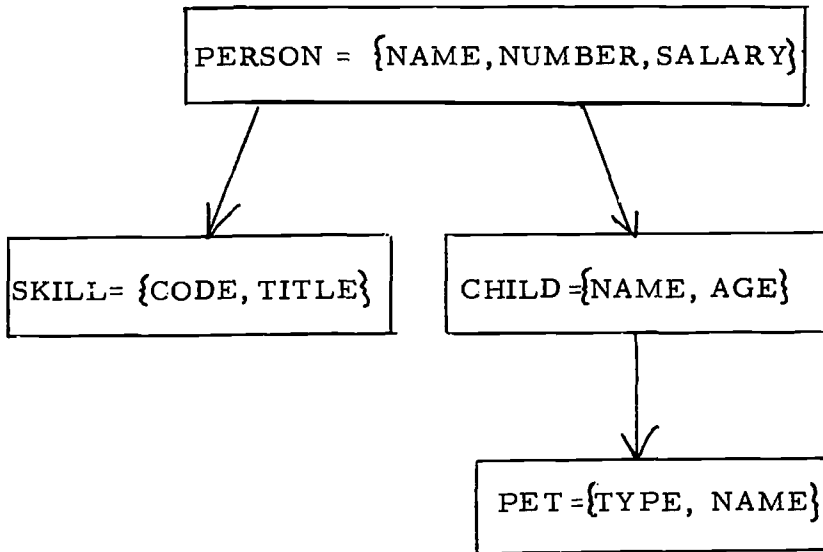 PERSON = {NAME, NUMBER, SALARY}
SKILL= {CODE, TITLE}
CHILD ={NAME, AGE}
PET ={TYPE, NAME}